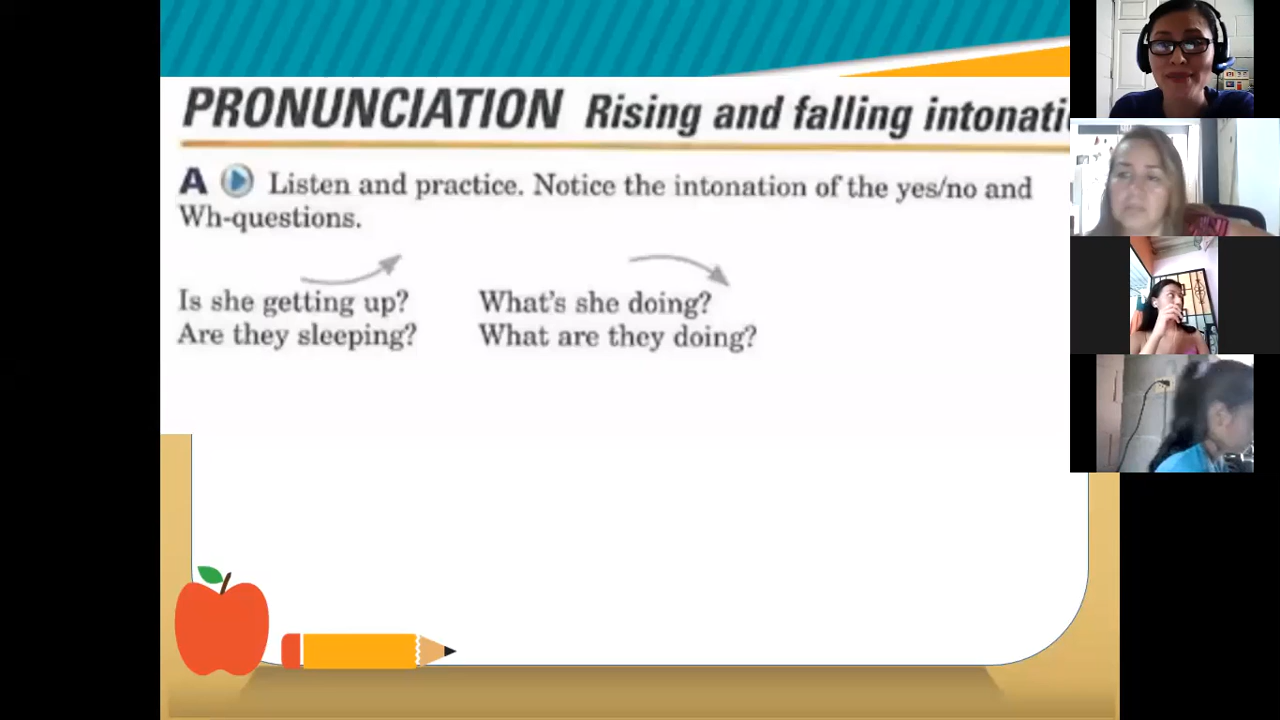 PRONUNCIATION Rising and falling intonati
A Listen and practice. Notice the intonation of the yes/no and
Wh-questions.
Is she getting up? What's she doing?
Are they sleeping? What are they doing?